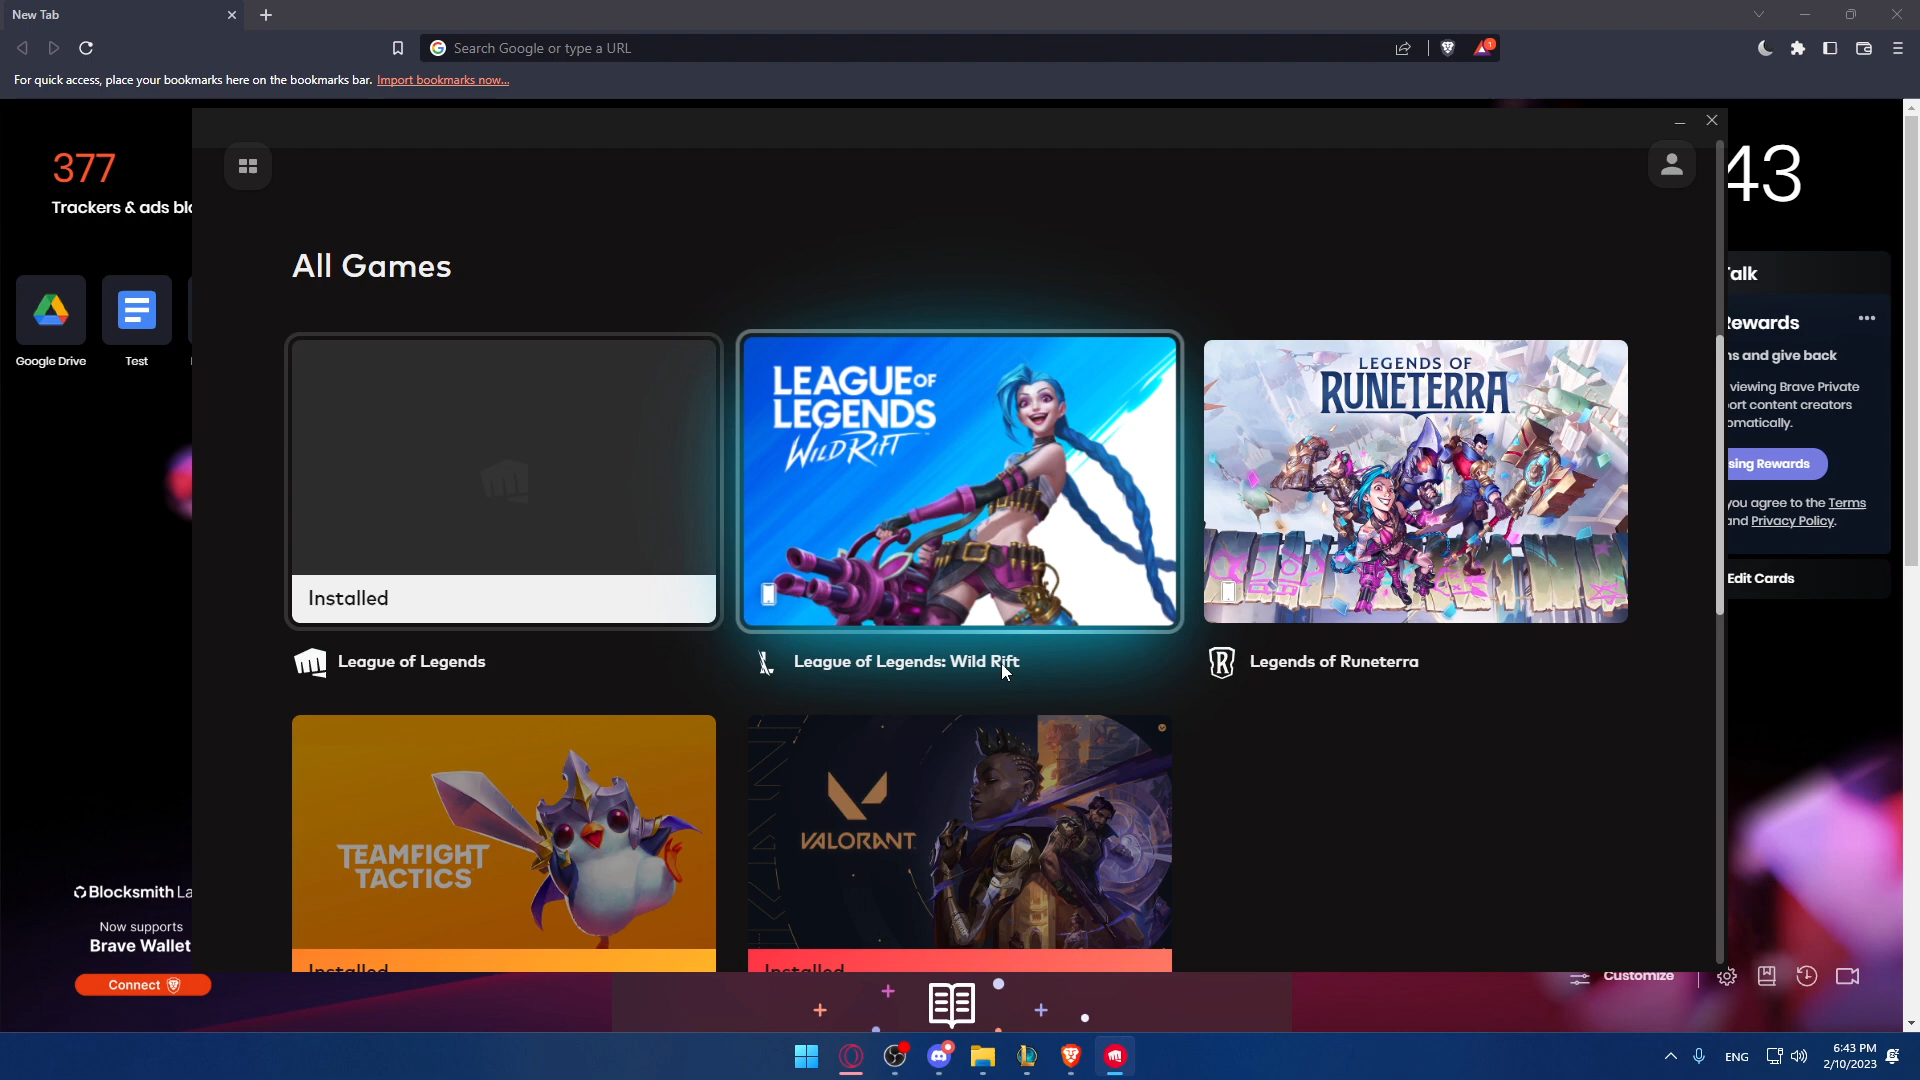 New Tab
Search Google or type a URL
1
For quick access, place your bookmarks here on the bookmarks bar. Import bookmarks now...
377
Trackers & ads
43
All Games
Google Drive
Test
LEAGUE OF
LEGENDS
WILD RIFT
Installed
League of Legends
League of Legends: Wild Rift
LEGENDS OF
RUNETERRA
Legends of Runeterra
TEAMFIGHT
TACTICS
Installed
VALORANT
Installed
alk
ewards
and give back
viewing Brave Private
ort content creators
omatically.
sing Rewards
you agree to the Terms
and Privacy Policy.
Edit Cards
Blocksmith La
Now supports
Brave Wallet
Connect
Customize
ENG
6:43 PM
2/10/2023